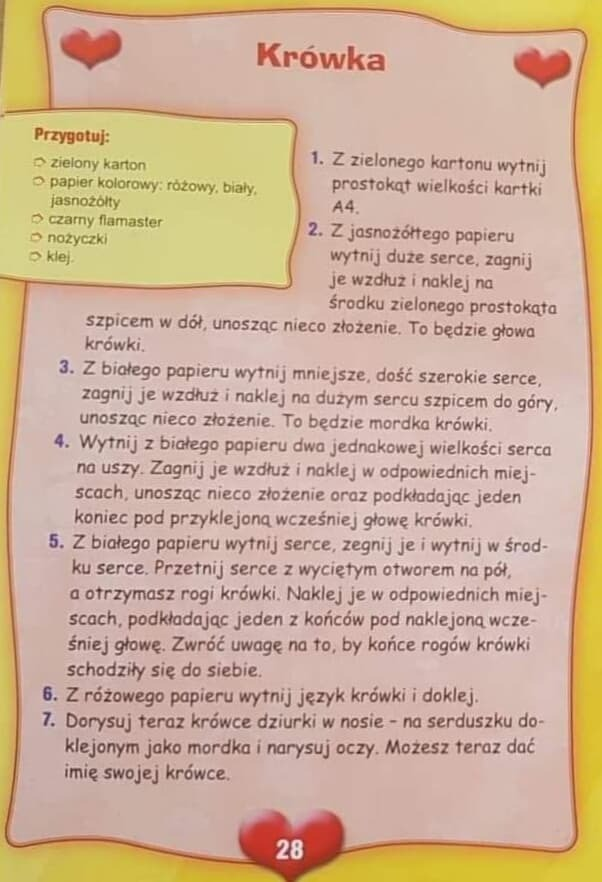 Krówka
Przygotuj:
zielony karton
papier kolorowy: różowy, biały,
jasnożółty
czarny flamaster
nożyczki
klej.
1. Z zielonego kartonu wytnij
prostokąt wielkości kartki
A4.
2. Z jasnożółtego papieru
wytnij duże serce, zagnij
je wzdłuż i naklej na
środku zielonego prostokąta
szpicem w dół, unosząc nieco złożenie. To będzie głowa
krówki.
3. Z białego papieru wytnij mniejsze, dość szerokie serce,
zagnij je wzdłuż i naklej na dużym sercu szpicem do góry,
unosząc nieco złożenie. To będzie mordka krówki.
4. Wytnij z białego papieru dwa jednakowej wielkości serca
na uszy. Zagnij je wzdłuż i naklej w odpowiednich miej-
scach, unosząc nieco złożenie oraz podkładając jeden
koniec pod przyklejoną wcześniej głowę krówki.
5. Z białego papieru wytnij serce, zegnij je i wytnij w środ-
ku serce. Przetnij serce z wyciętym otworem na pół,
a otrzymasz rogi krówki. Naklej je w odpowiednich miej-
scach, podkładając jeden z końców pod naklejoną wcze-
śniej głowę. Zwróć uwagę na to, by końce rogów krówki
schodziły się do siebie.
6. Z różowego papieru wytnij język krówki i doklej.
7. Dorysuj teraz krówce dziurki w nosie – na serduszku do-
klejonym jako mordka i narysuj oczy. Możesz teraz dać
imię swojej krówce.
28